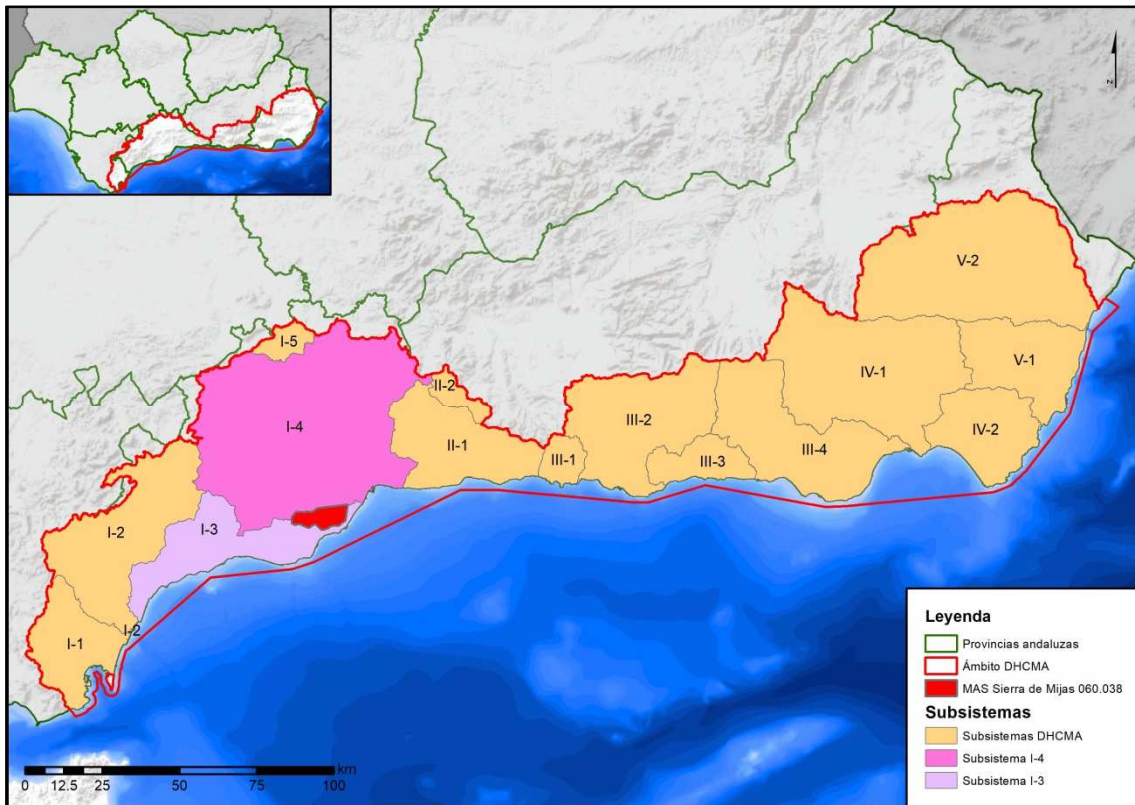 z
V-2
I-5
IV-1
V-1
II-2
I-4
III-2
II-1
IV-2
III-1
III-3
III-4
I-3
I-2
I-1
I-2
Leyenda
Provincias andaluzas
Ámbito DHCMA
MAS Sierra de Mijas 060.038
Subsistemas
Subsistemas DHCMA
Subsistema I-4
Subsistema I-3
km
0 12.5 25 50 75 100